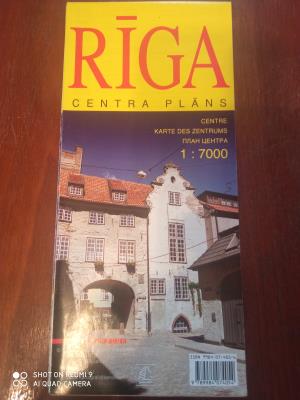 RĪGA
CENTRA PLĀNS
CENTRE
KARTE DES ZENTRUMS
ПЛАН ЦЕНТРА
1 : 7000
SHOT ON REDMI 9
AI QUAD CAMERA